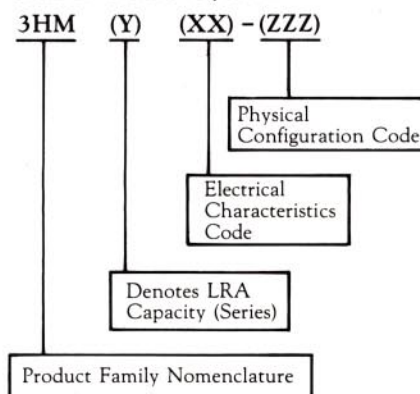 3HM (Y) (XX) – (ZZZ)
Physical
Configuration Code
Electrical
Characteristics
Code
Denotes LRA
Capacity (Series)
Product Family Nomenclature